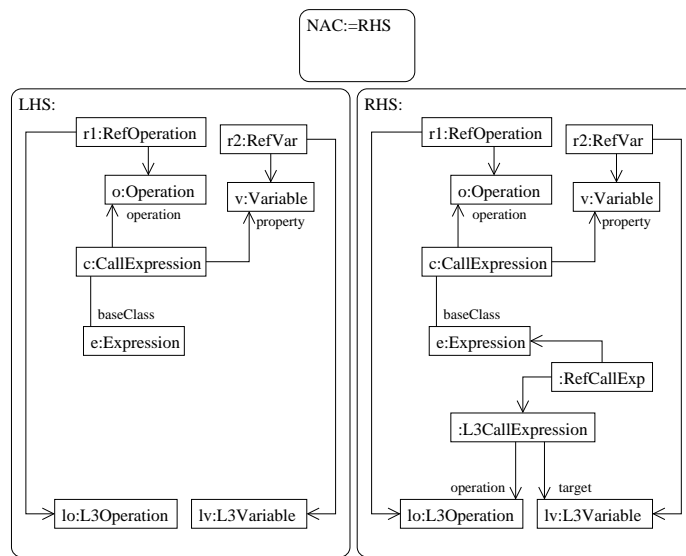 NAC:=RHS
LHS:
r1:RefOperation
r2:RefVar
o:Operation
v:Variable
operation
property
c:CallExpression
baseClass
e:Expression
lo:L3Operation
lv:L3Variable
RHS:
r1:RefOperation
r2:RefVar
o:Operation
v:Variable
operation
property
c:CallExpression
baseClass
e:Expression
:RefCallExp
:L3CallExpression
operation
target
lo:L3Operation
lv:L3Variable